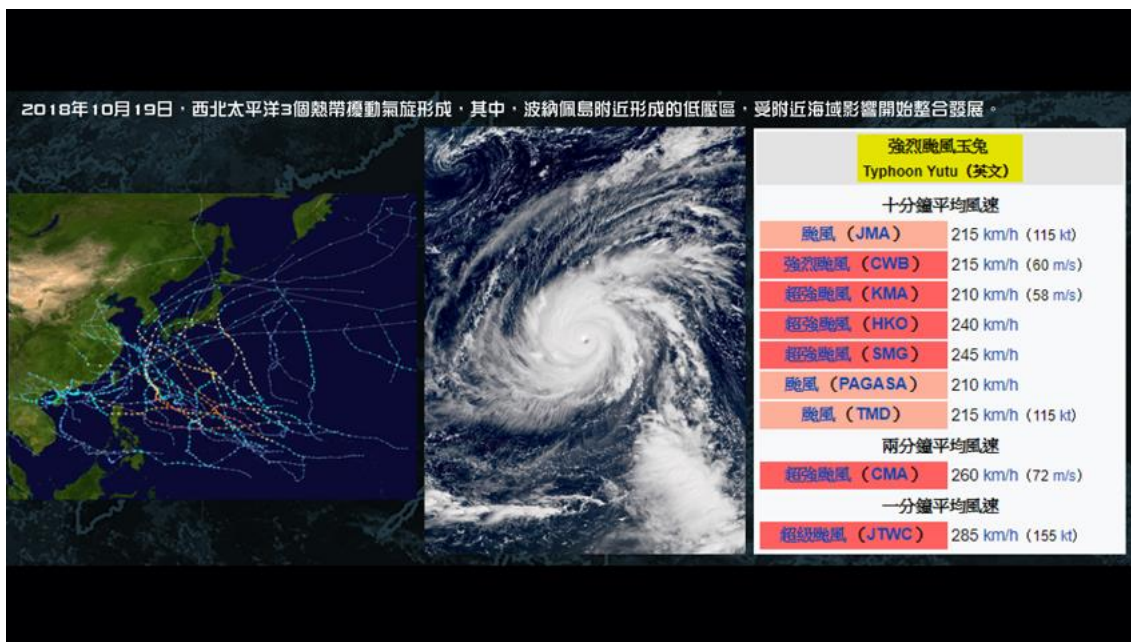 2018年10月19日，西北太平洋3個熱帶擾動氣旋形成，其中，波納佩島附近形成的低壓區，受附近海域影響開始整合發展。
強烈颱風玉兔
Typhoon Yutu（英文）
十分鐘平均風速
颱風（JMA） 215 km/h（115 kt）
強烈颱風（CWB） 215 km/h（60 m/s）
超強颱風（KMA） 210 km/h（58 m/s）
超強颱風（HKO） 240 km/h
超強颱風（SMG） 245 km/h
颱風（PAGASA） 210 km/h
颱風（TMD） 215 km/h（115 kt）
兩分鐘平均風速
超強颱風（CMA） 260 km/h（72 m/s）
一分鐘平均風速
超級颱風（JTWC） 285 km/h（155 kt）